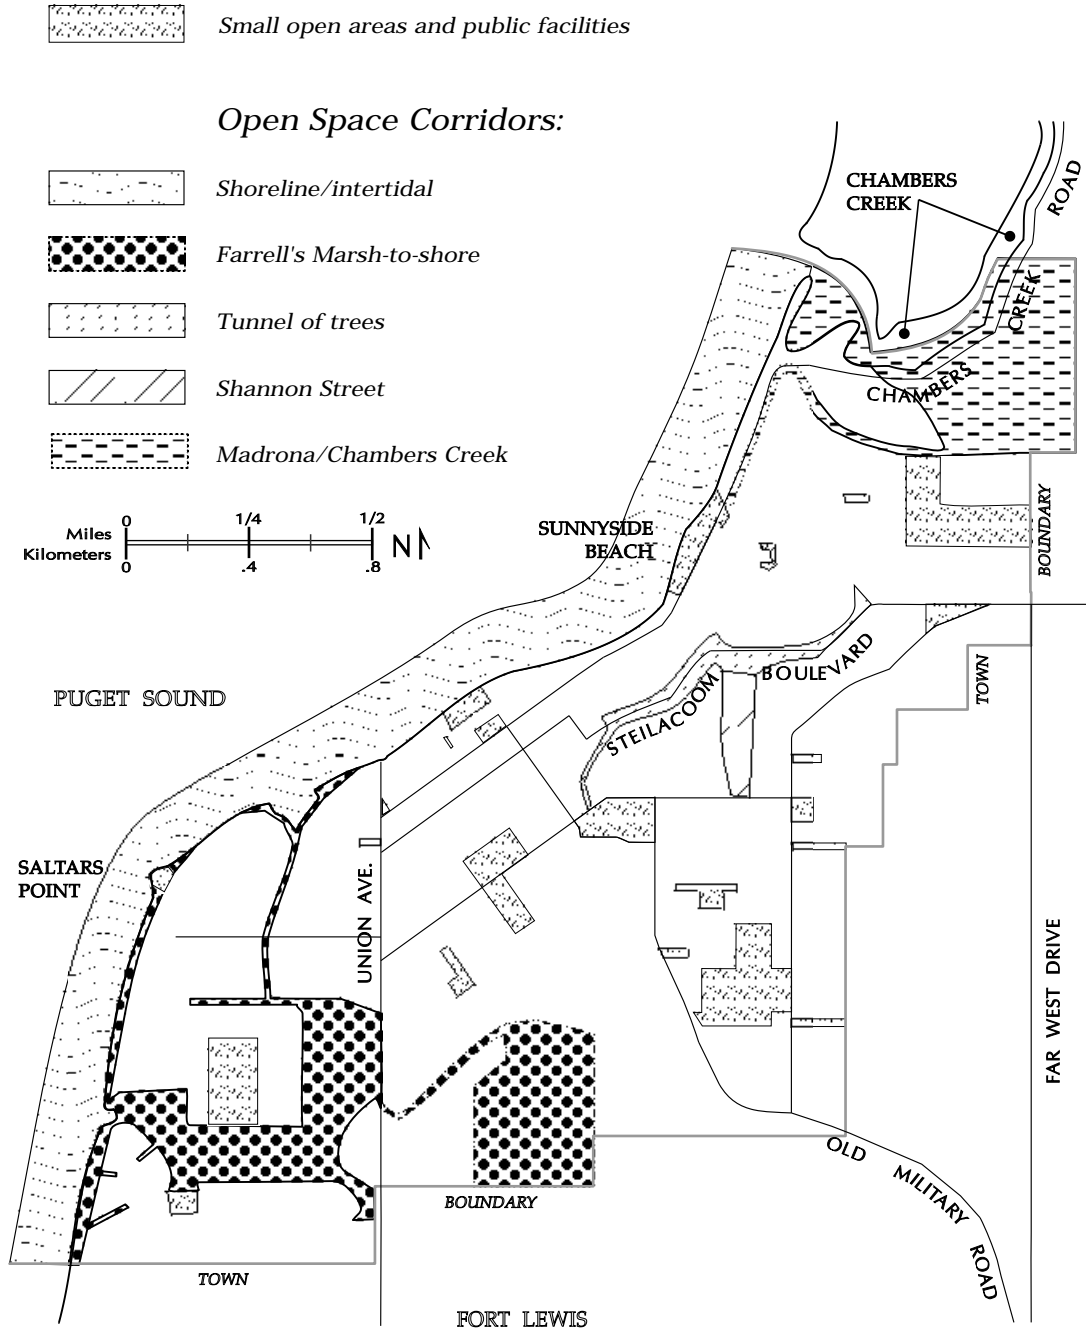 Small open areas and public facilities
Open Space Corridors:
Shoreline/intertidal
Farrell's Marsh-to-shore
Tunnel of trees
Shannon Street
Madrona/Chambers Creek
0 1/4 1/2
Miles
Kilometers
0 .4 .8
N
CHAMBERS
CREEK
ROAD
CREEK
CHAMBERS
SUNNYSIDE
BEACH
BOUNDARY
TOWN
BOULEVARD
STEILACOOM
PUGET SOUND
SALTARS
POINT
UNION AVE.
FAR WEST DRIVE
OLD MILITARY ROAD
BOUNDARY
TOWN
FORT LEWIS